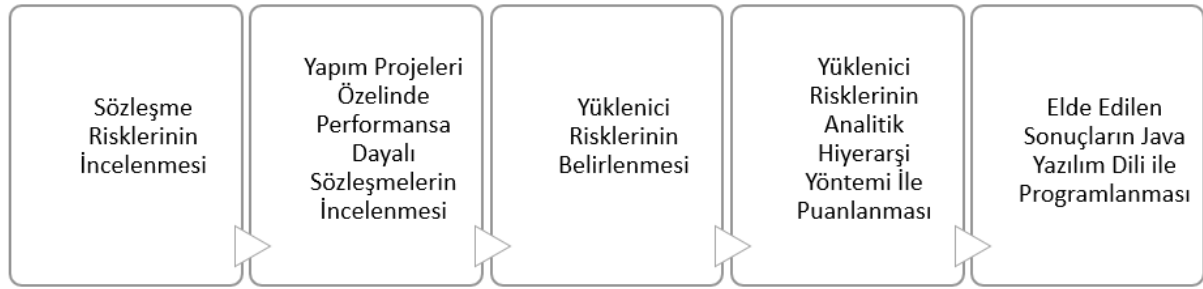 Sözleşme
Risklerinin
İncelenmesi
Yapım Projeleri
Özelinde
Performansa
Dayalı
Sözleşmelerin
İncelenmesi
Yüklenici
Risklerinin
Belirlenmesi
Yüklenici
Risklerinin
Analitik
Hiyerarşi
Yöntemi İle
Puanlanması
Elde Edilen
Sonuçların Java
Yazılım Dili ile
Programlanması